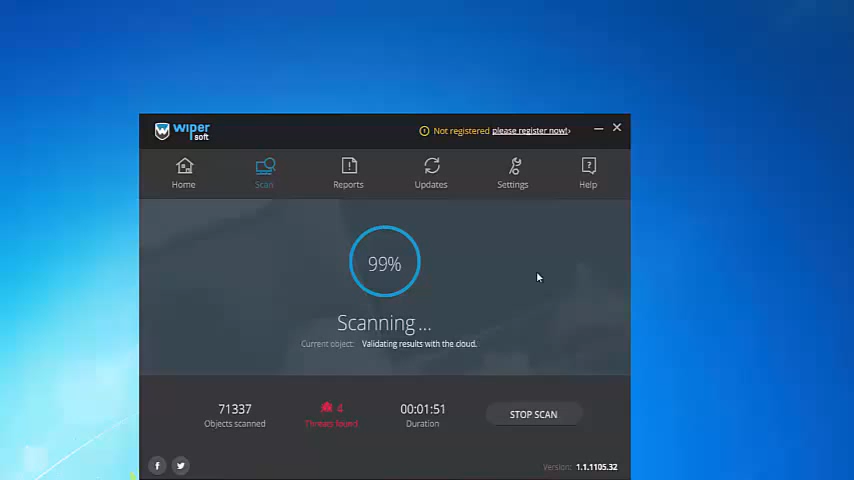 wiper
soft
Not registered please register now!›
Home Scan Reports Updates Settings Help
99%
Scanning...
Current object: Validating results with the cloud.
71337 4 00:01:51 STOP SCAN
Objects scanned Threats found Duration
Version: 1.1.1105.32